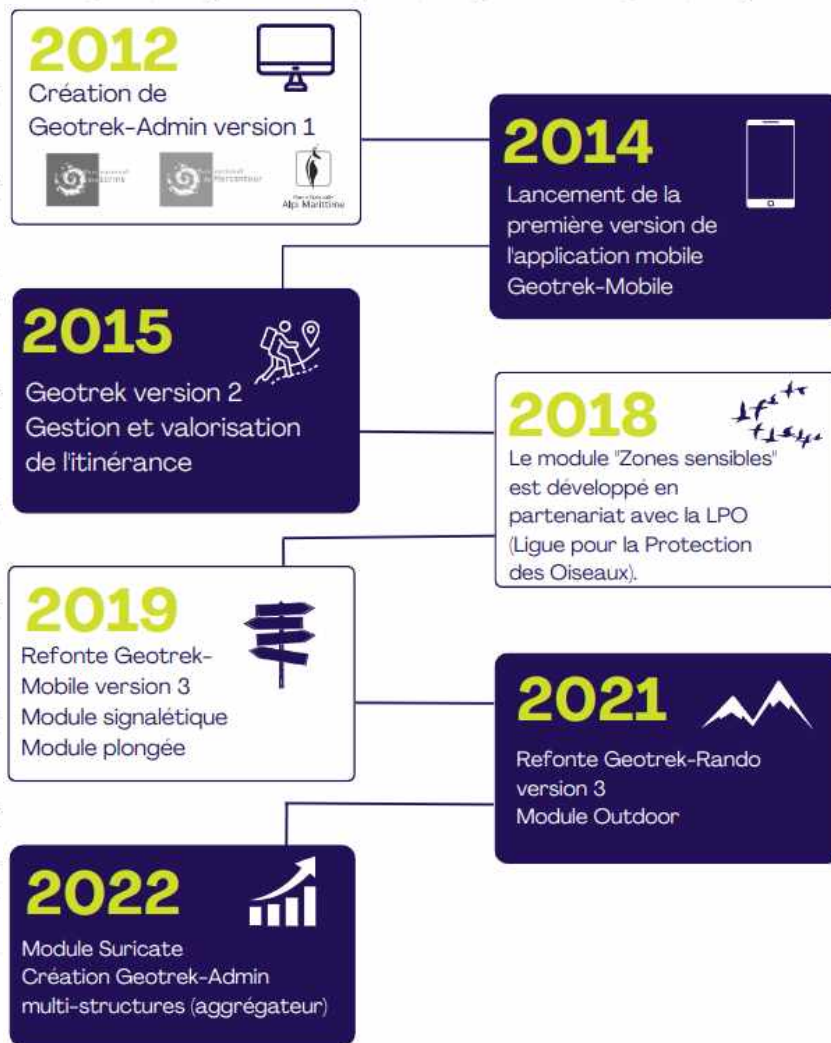 2012
Création de
Geotrek-Admin version 1
Alpi Marittime
2014
Lancement de la
première version de
l'application mobile
Geotrek-Mobile
2015
Geotrek version 2
Gestion et valorisation
de l'itinérance
2018
Le module "Zones sensibles"
est développé en
partenariat avec la LPO
(Ligue pour la Protection
des Oiseaux).
2019
Refonte Geotrek-
Mobile version 3
Module signalétique
Module plongée
2021
Refonte Geotrek-Rando
version 3
Module Outdoor
2022
Module Suricate
Création Geotrek-Admin
multi-structures (aggrégateur)